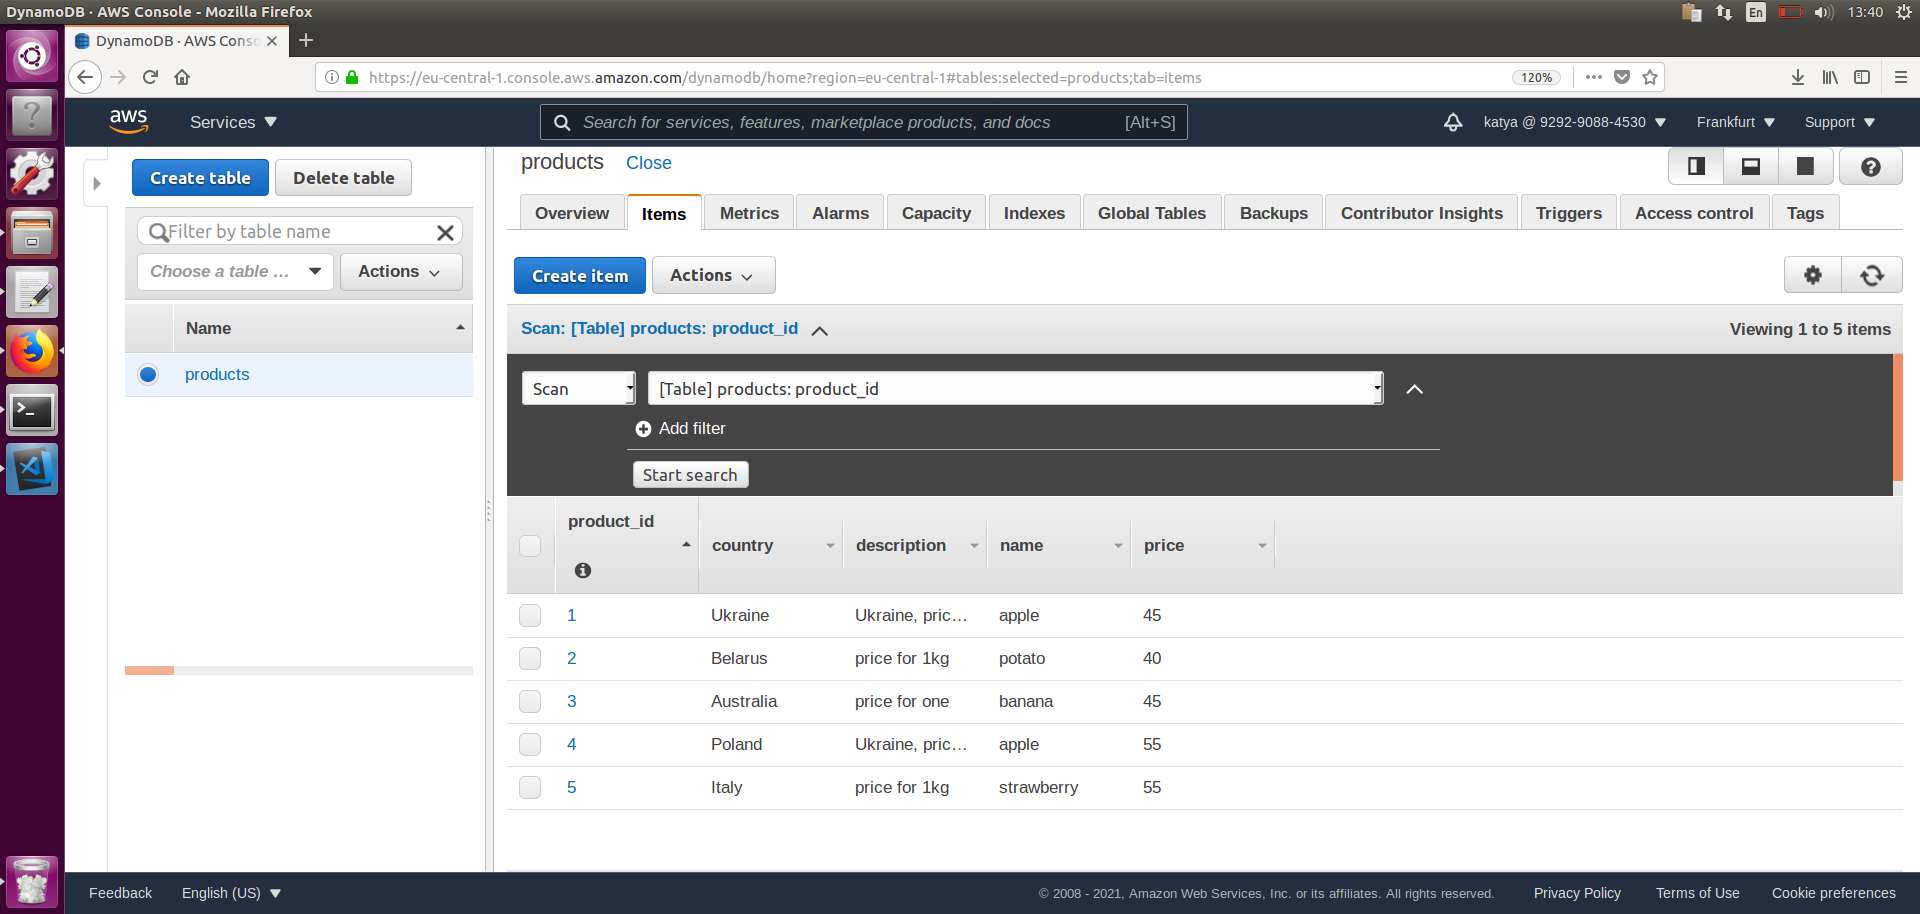 DynamoDB · AWS Console - Mozilla Firefox
En
13:40
DynamoDB · AWS Conso
https://eu-central-1.console.aws.amazon.com/dynamodb/home?region=eu-central-1#tables:selected=products;tab=items
120%
aws
Services
Search for services, features, marketplace products, and docs
[Alt+S]
katya @ 9292-9088-4530
Frankfurt
Support
Create table
Delete table
Filter by table name
Choose a table ...
Actions
Name
products
products
Close
Overview
Items
Metrics
Alarms
Capacity
Indexes
Global Tables
Backups
Contributor Insights
Triggers
Access control
Tags
Create item
Actions
Scan: [Table] products: product_id
Viewing 1 to 5 items
Scan
[Table] products: product_id
Add filter
Start search
product_id country description name price
1 Ukraine Ukraine, pric... apple 45
2 Belarus price for 1kg potato 40
3 Australia price for one banana 45
4 Poland Ukraine, pric... apple 55
5 Italy price for 1kg strawberry 55
Feedback
English (US)
© 2008 - 2021, Amazon Web Services, Inc. or its affiliates. All rights reserved.
Privacy Policy
Terms of Use
Cookie preferences